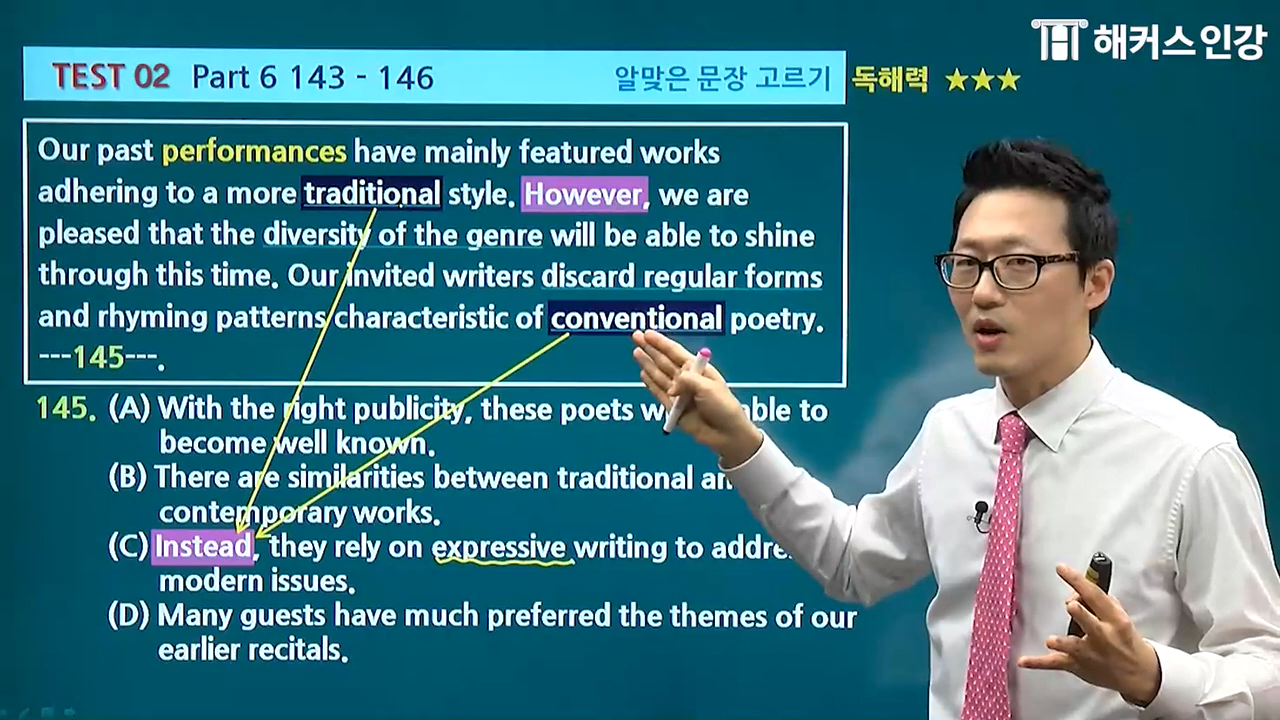 해커스인강
TEST 02 Part 6 143 - 146 알맞은 문장 고르기 독해력 ★★★
Our past performances have mainly featured works
adhering to a more traditional style. However, we are
pleased that the diversity of the genre will be able to shine
through this time. Our invited writers discard regular forms
and rhyming patterns characteristic of conventional poetry.
---145---.
145. (A) With the right publicity, these poets able to
become well known.
(B) There are similarities between traditional
contemporary works.
(C) Instead, they rely on expressive writing to
modern issues.
(D) Many guests have much preferred the themes of our
earlier recitals.